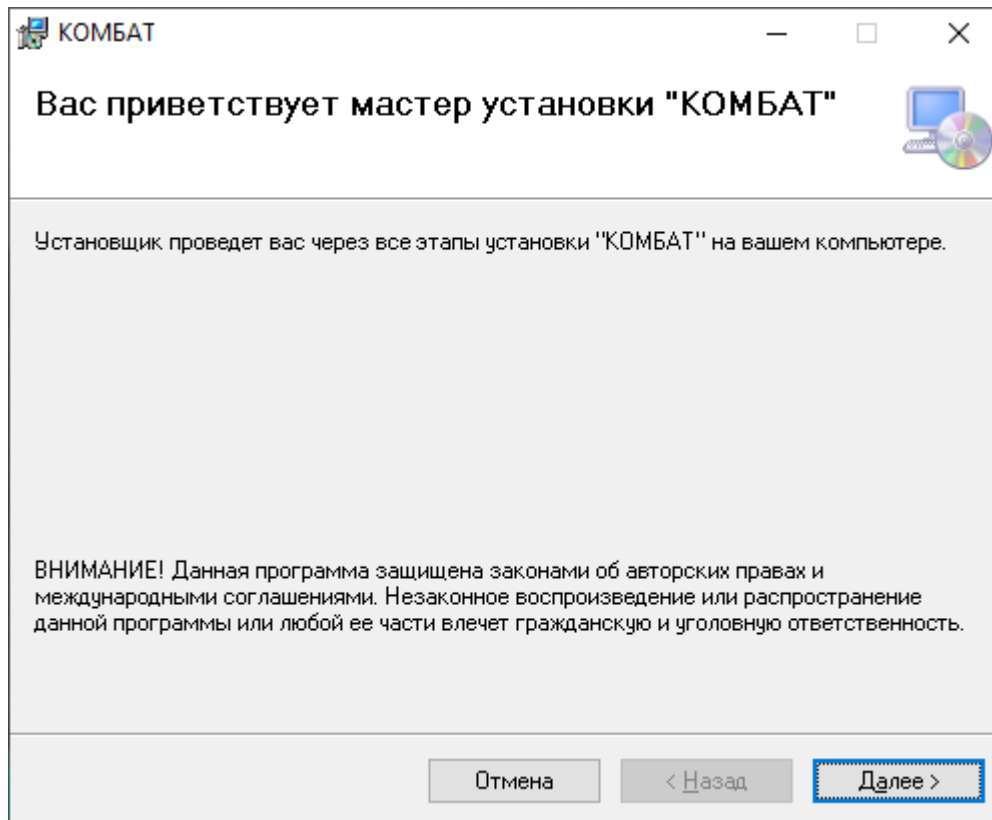 КОМБАТ
Вас приветствует мастер установки "КОМБАТ"
Установщик проведет вас через все этапы установки "КОМБАТ" на вашем компьютере.
ВНИМАНИЕ! Данная программа защищена законами об авторских правах и
международными соглашениями. Незаконное воспроизведение или распространение
данной программы или любой ее части влечет гражданскую и уголовную ответственность.
Отмена
< Назад
Далее >